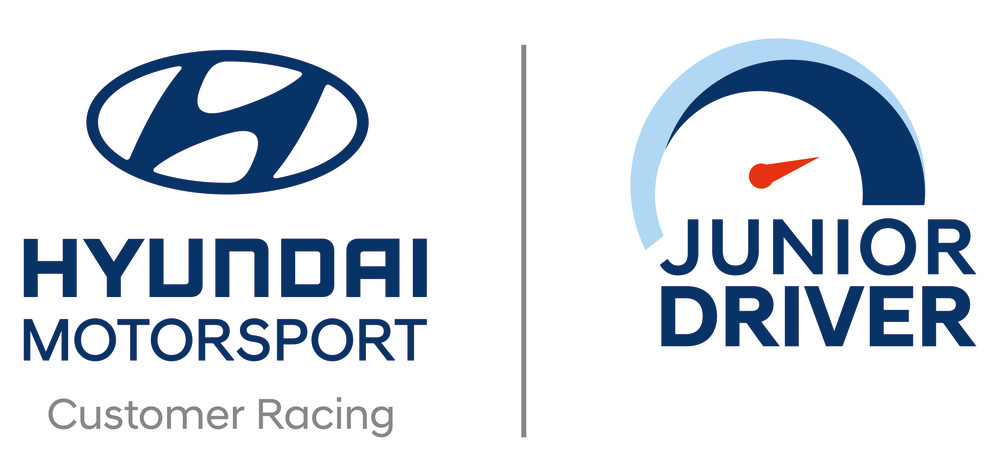 HYUNDAI
MOTORSPORT
Customer Racing
JUNIOR
DRIVER